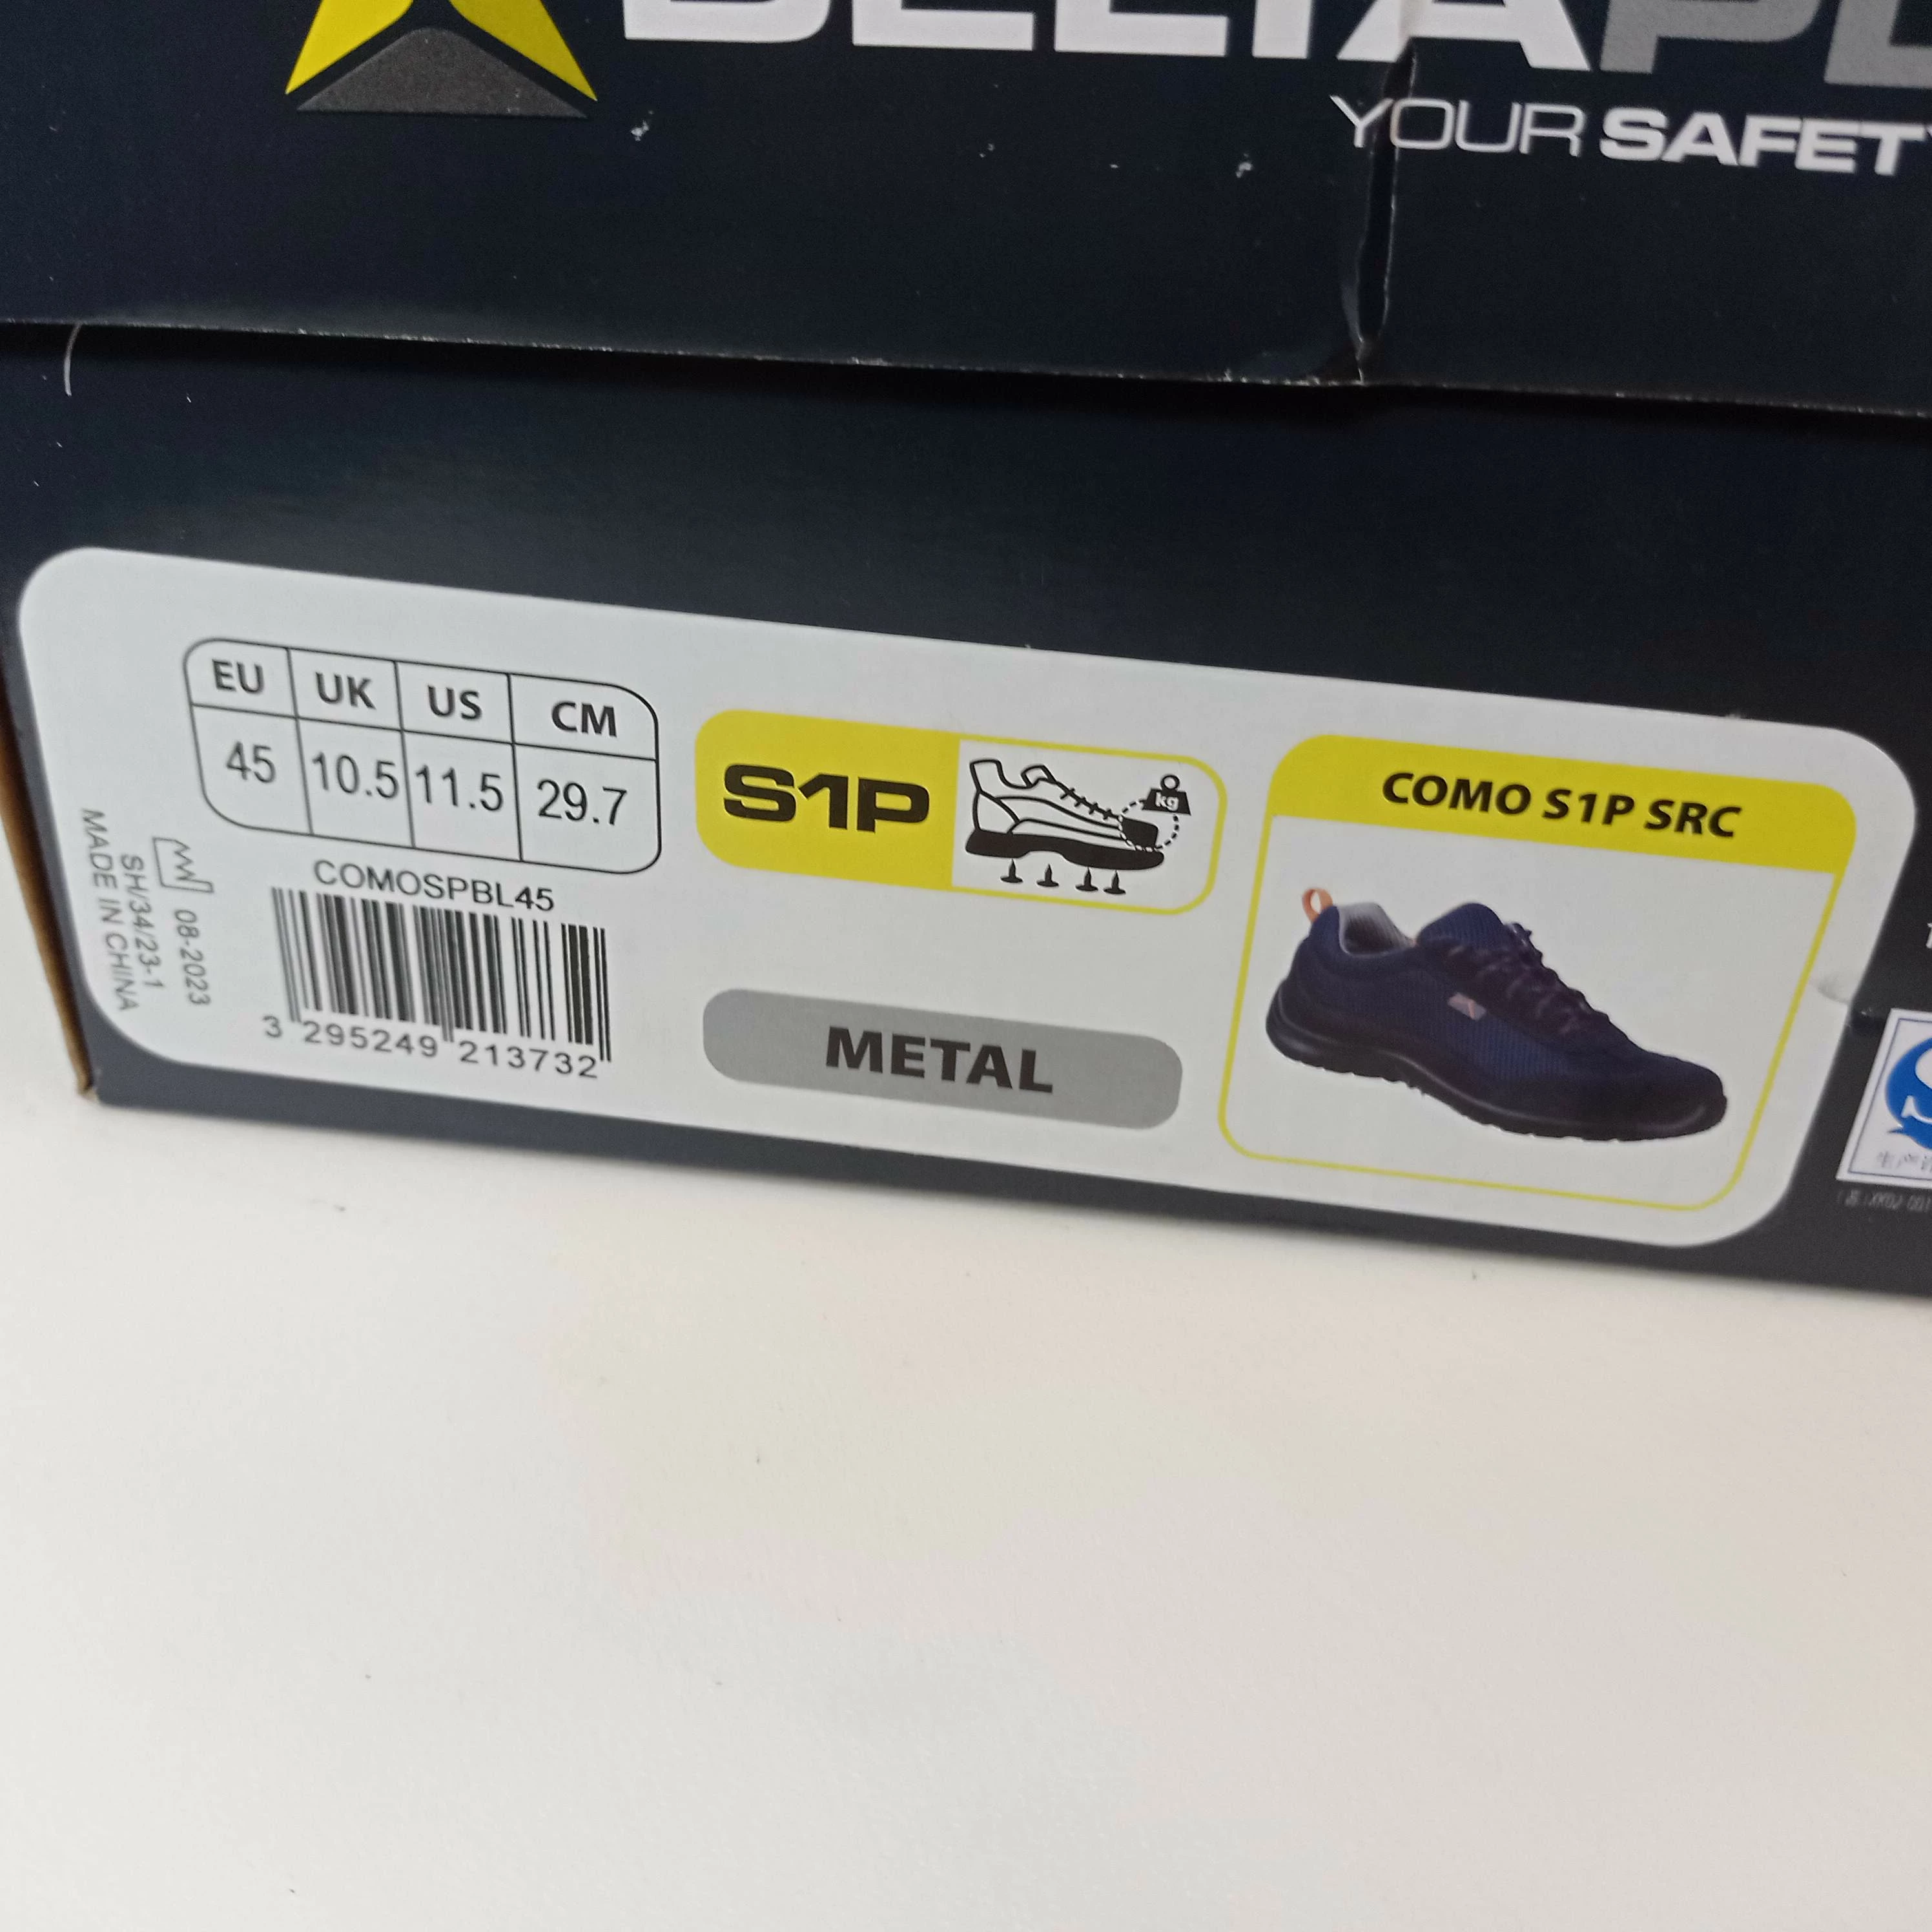 DELTAPL
YOUR SAFETY
EU UK US CM
45 10.5 11.5 29.7
COMOSPBL45
3 295249 213732
08-2023
SH/34/23-1
MADE IN CHINA
S1P
kg
METAL
COMO S1P SRC